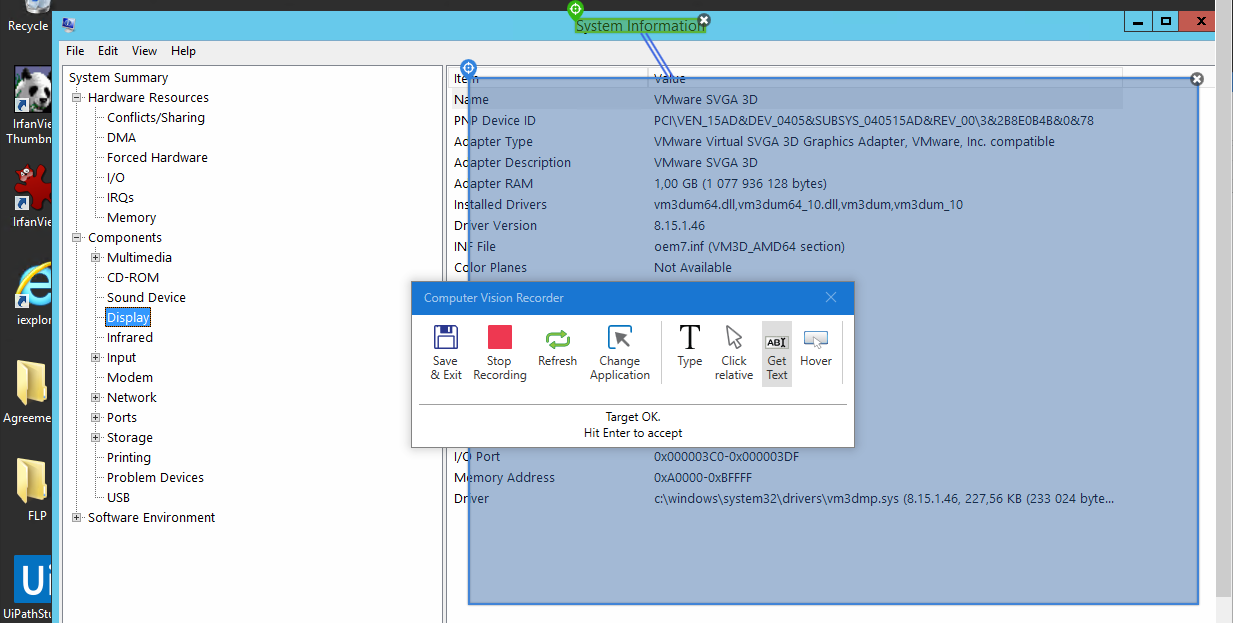 System Information
File Edit View Help
Recycle
IrfanVie
Thumbn
IrfanVie
explor
Agreeme
FLP
Ui
UiPathStu
System Summary
Hardware Resources
Conflicts/Sharing
DMA
Forced Hardware
I/O
IRQs
Memory
Components
Multimedia
CD-ROM
Sound Device
Display
Infrared
Input
Modem
Network
Ports
Storage
Printing
Problem Devices
USB
Software Environment
Item Value
Name VMware SVGA 3D
PNP Device ID PCI\VEN_15AD&DEV_0405&SUBSYS_040515AD&REV_00\3&2B8E0B4B&0&78
Adapter Type VMware Virtual SVGA 3D Graphics Adapter, VMware, Inc. compatible
Adapter Description VMware SVGA 3D
Adapter RAM 1,00 GB (1 077 936 128 bytes)
Installed Drivers vm3dum64.dll,vm3dum64_10.dll,vm3dum,vm3dum_10
Driver Version 8.15.1.46
INF File oem7.inf (VM3D_AMD64 section)
Color Planes Not Available
Computer Vision Recorder
Save & Exit
Stop Recording
Refresh
Change Application
Type
Click relative
ABI
Get Text
Hover
Target OK.
Hit Enter to accept
I/O Port 0x000003C0-0x000003DF
Memory Address 0xA0000-0xBFFFF
Driver c:\windows\system32\drivers\vm3dmp.sys (8.15.1.46, 227,56 KB (233 024 byte...